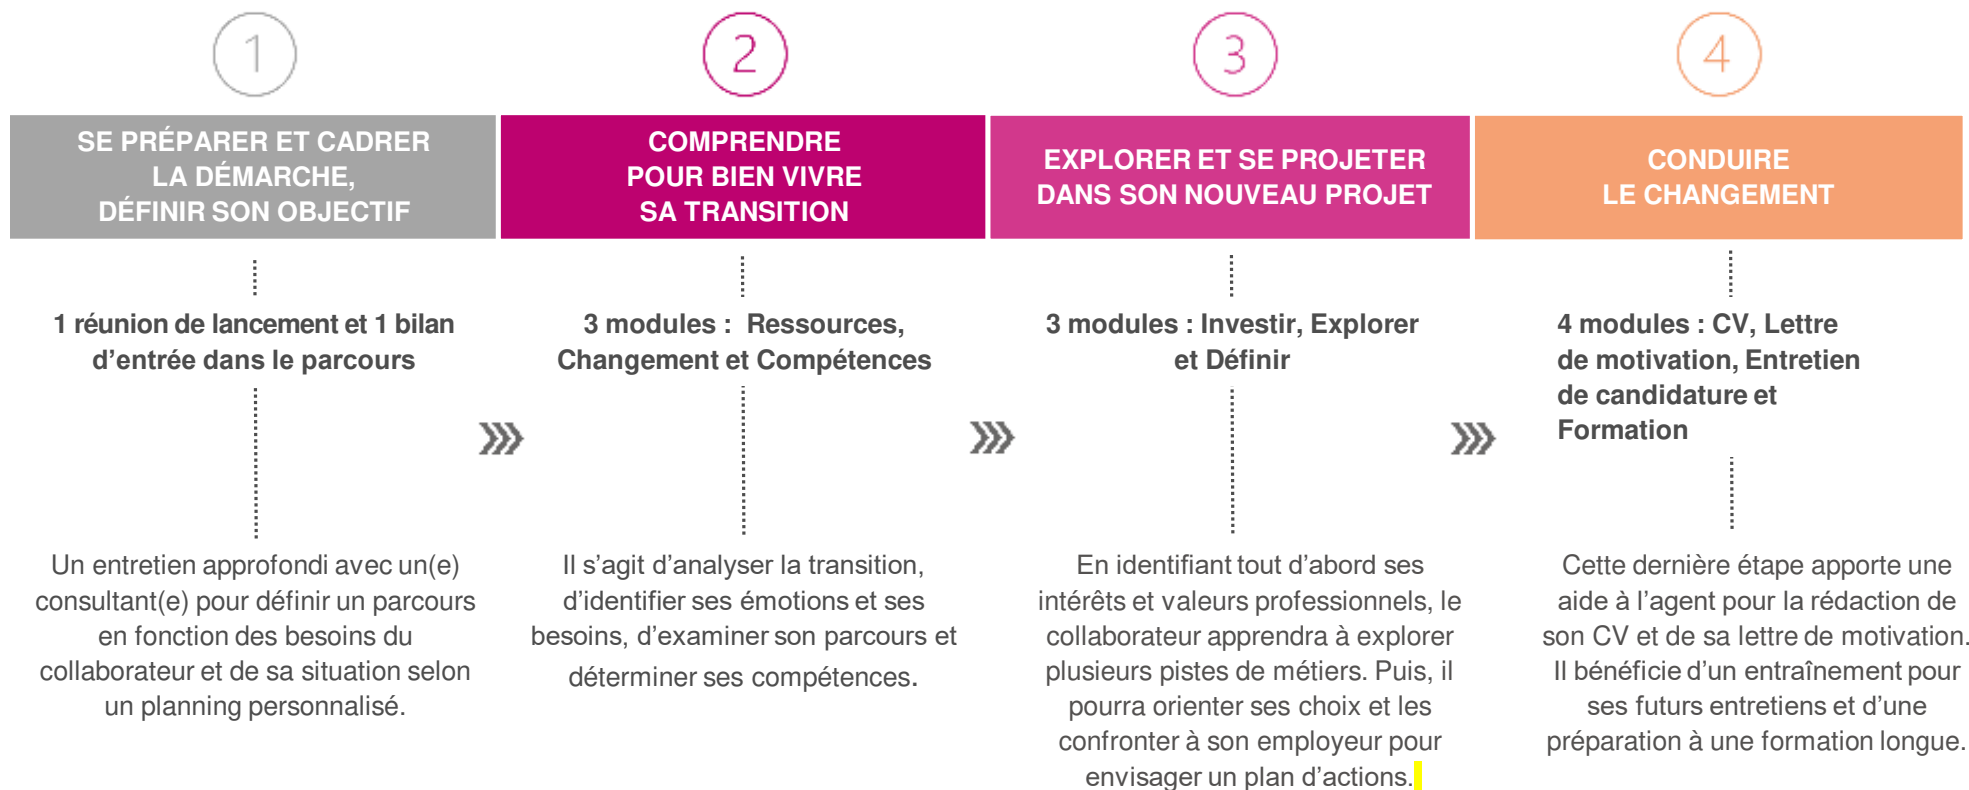 1
SE PRÉPARER ET CADRER
LA DÉMARCHE,
DÉFINIR SON OBJECTIF
1 réunion de lancement et 1 bilan
d’entrée dans le parcours
Un entretien approfondi avec un(e)
consultant(e) pour définir un parcours
en fonction des besoins du
collaborateur et de sa situation selon
un planning personnalisé.
2
COMPRENDRE
POUR BIEN VIVRE
SA TRANSITION
3 modules : Ressources,
Changement et Compétences
Il s’agit d’analyser la transition,
d’identifier ses émotions et ses
besoins, d’examiner son parcours et
déterminer ses compétences.
3
EXPLORER ET SE PROJETER
DANS SON NOUVEAU PROJET
3 modules : Investir, Explorer
et Définir
En identifiant tout d’abord ses
intérêts et valeurs professionnels, le
collaborateur apprendra à explorer
plusieurs pistes de métiers. Puis, il
pourra orienter ses choix et les
confronter à son employeur pour
envisager un plan d’actions.
4
CONDUIRE
LE CHANGEMENT
4 modules : CV, Lettre
de motivation, Entretien
de candidature et
Formation
Cette dernière étape apporte une
aide à l’agent pour la rédaction de
son CV et de sa lettre de motivation.
Il bénéficie d’un entraînement pour
ses futurs entretiens et d’une
préparation à une formation longue.